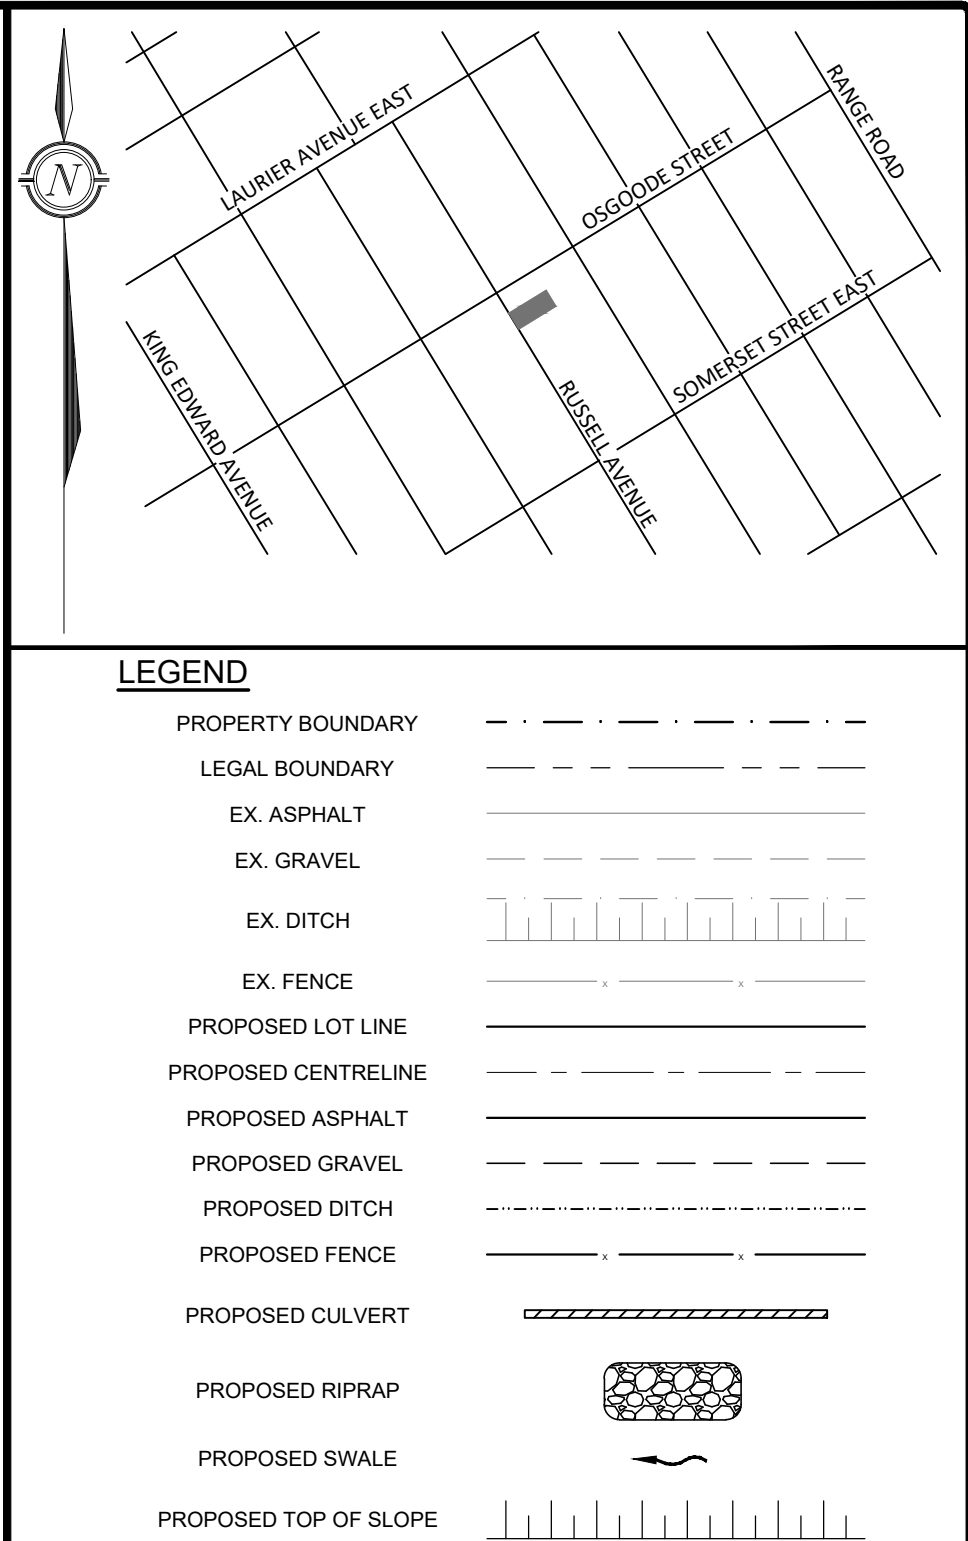 N
LAURIER AVENUE EAST
OSGOODE STREET
RANGE ROAD
SOMERSET STREET EAST
KING EDWARD AVENUE
RUSSELL AVENUE
LEGEND
PROPERTY BOUNDARY
LEGAL BOUNDARY
EX. ASPHALT
EX. GRAVEL
EX. DITCH
EX. FENCE
x x
PROPOSED LOT LINE
PROPOSED CENTRELINE
PROPOSED ASPHALT
PROPOSED GRAVEL
PROPOSED DITCH
PROPOSED FENCE
x x
PROPOSED CULVERT
PROPOSED RIPRAP
PROPOSED SWALE
PROPOSED TOP OF SLOPE